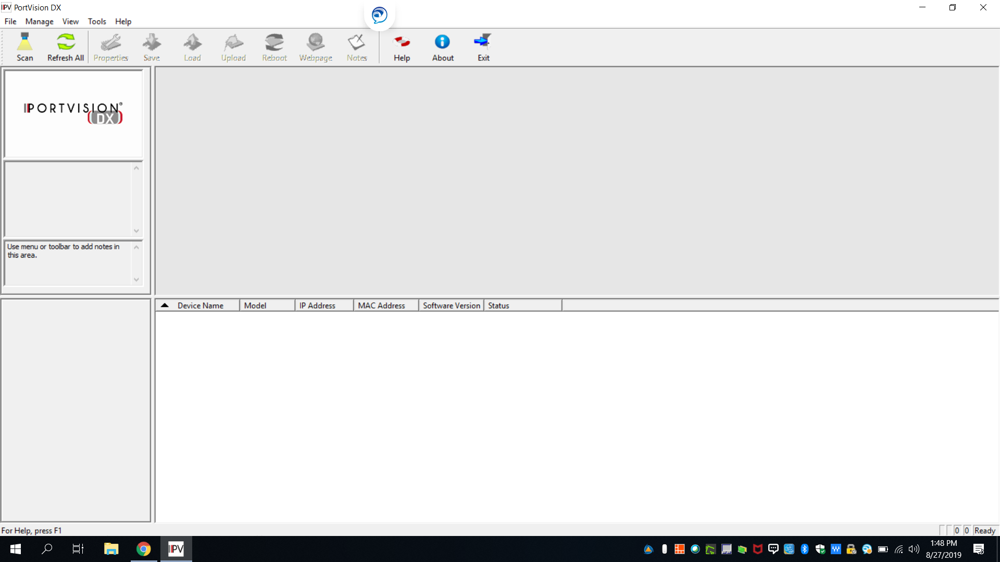 IPV PortVision DX
File Manage View Tools Help
Scan Refresh All Properties Save Load Upload Reboot Webpage Notes Help About Exit
PORTVISION®
DX
Use menu or toolbar to add notes in
this area.
Device Name Model IP Address MAC Address Software Version Status
For Help, press F1
0 0 Ready
IPV
W
1:48 PM
8/27/2019